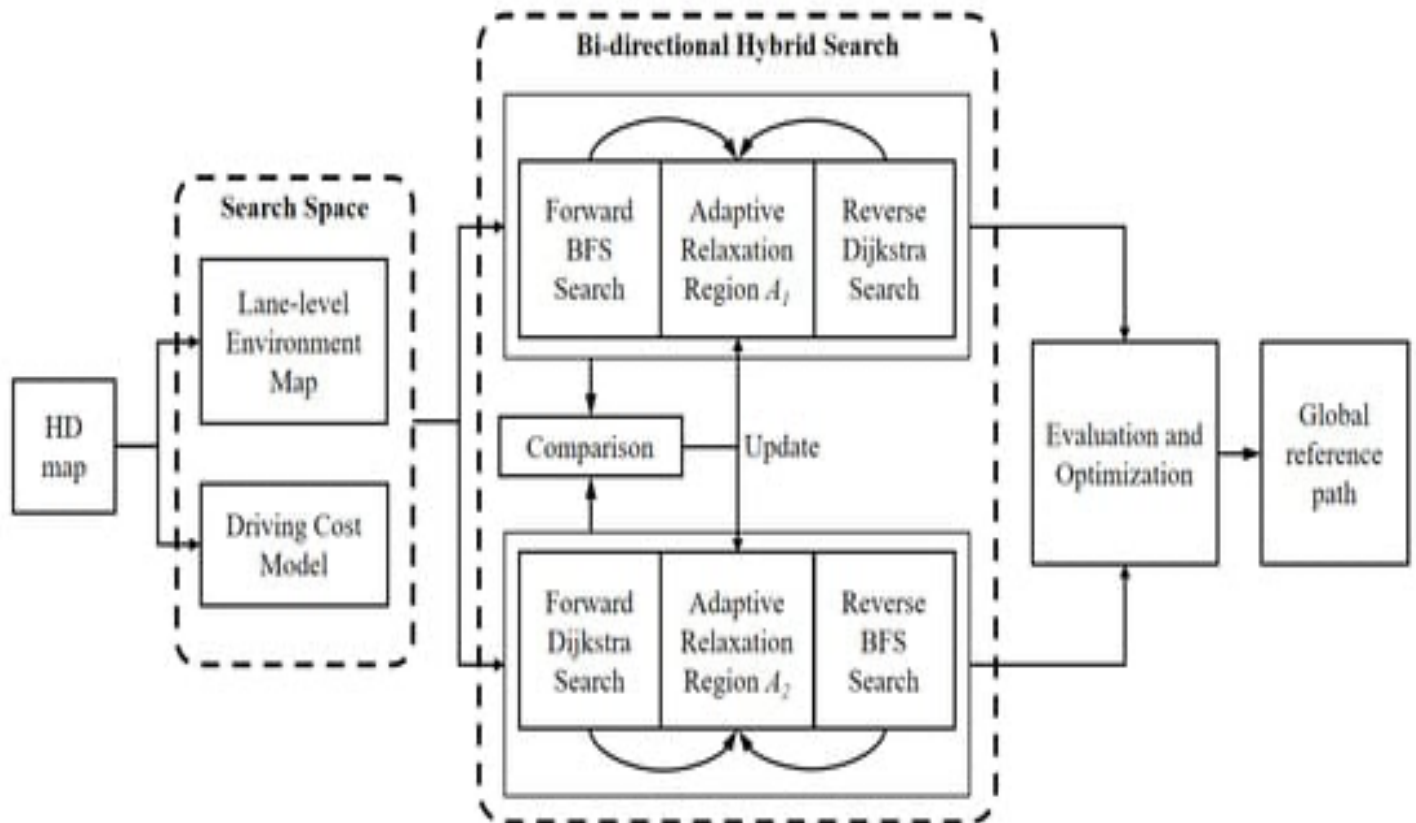 Bi-directional Hybrid Search
Search Space
HD
map
Lane-level
Environment
Map
Driving Cost
Model
Forward
BFS
Search
Adaptive
Relaxation
Region A₁
Reverse
Dijkstra
Search
Comparison
Update
Forward
Dijkstra
Search
Adaptive
Relaxation
Region A₂
Reverse
BFS
Search
Evaluation and
Optimization
Global
reference
path